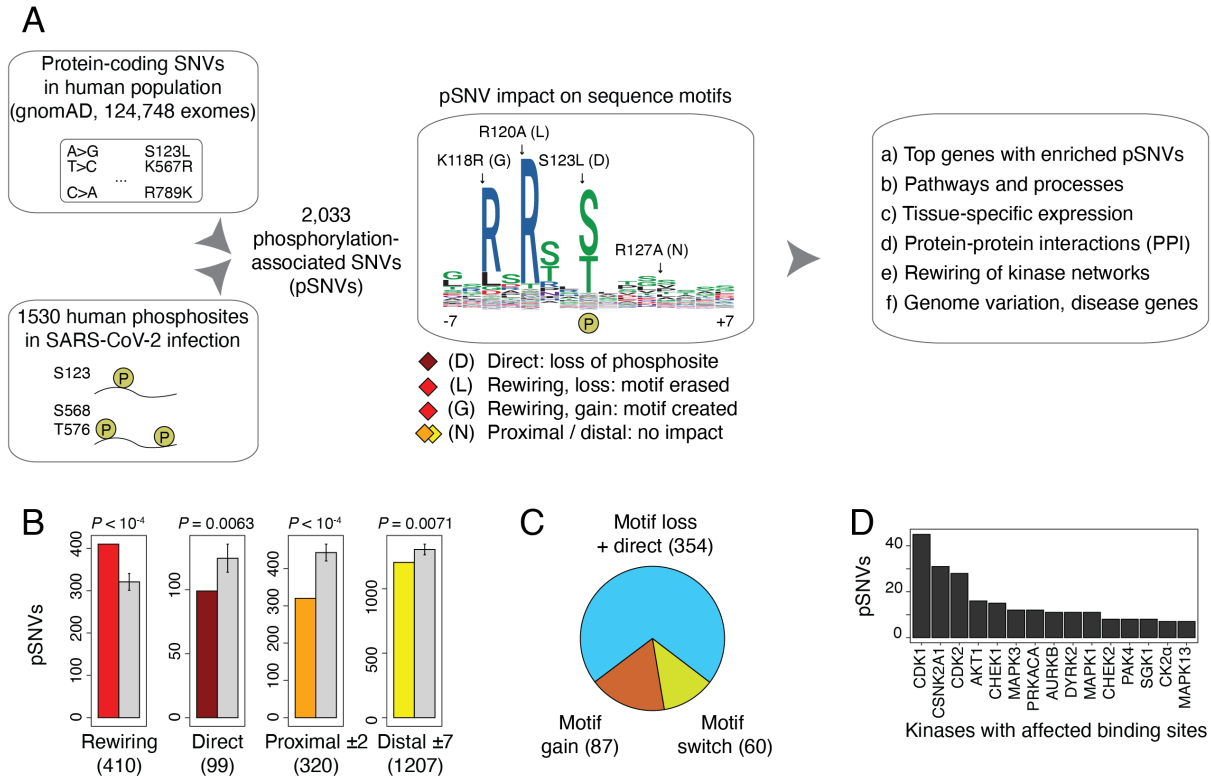 A
Protein-coding SNVs
in human population
(gnomAD, 124,748 exomes)
A>G S123L
T>C K567R
...
C>A R789K
1530 human phosphosites
in SARS-CoV-2 infection
S123 P
S568
T576 P P
2,033
phosphorylation-
associated SNVs
(pSNVs)
pSNV impact on sequence motifs
R120A (L)
K118R (G) S123L (D)
R127A (N)
R R S T S T
G L
-7 P +7
(D) Direct: loss of phosphosite
(L) Rewiring, loss: motif erased
(G) Rewiring, gain: motif created
(N) Proximal / distal: no impact
a) Top genes with enriched pSNVs
b) Pathways and processes
c) Tissue-specific expression
d) Protein-protein interactions (PPI)
e) Rewiring of kinase networks
f) Genome variation, disease genes
B
P < 10-4 P = 0.0063 P < 10-4 P = 0.0071
pSNVs
0 100 200 300 400
0 50 100
0 100 200 300 400
0 500 1000
Rewiring Direct Proximal ±2 Distal ±7
(410) (99) (320) (1207)
C
Motif loss
+ direct (354)
Motif
gain (87)
Motif
switch (60)
D
pSNVs
40
20
0
CDK1
CSNK2A1
CDK2
AKT1
CHEK1
MAPK3
PRKACA
AURKB
DYRK2
MAPK1
CHEK2
PAK4
SGK1
CK2α
MAPK13
Kinases with affected binding sites